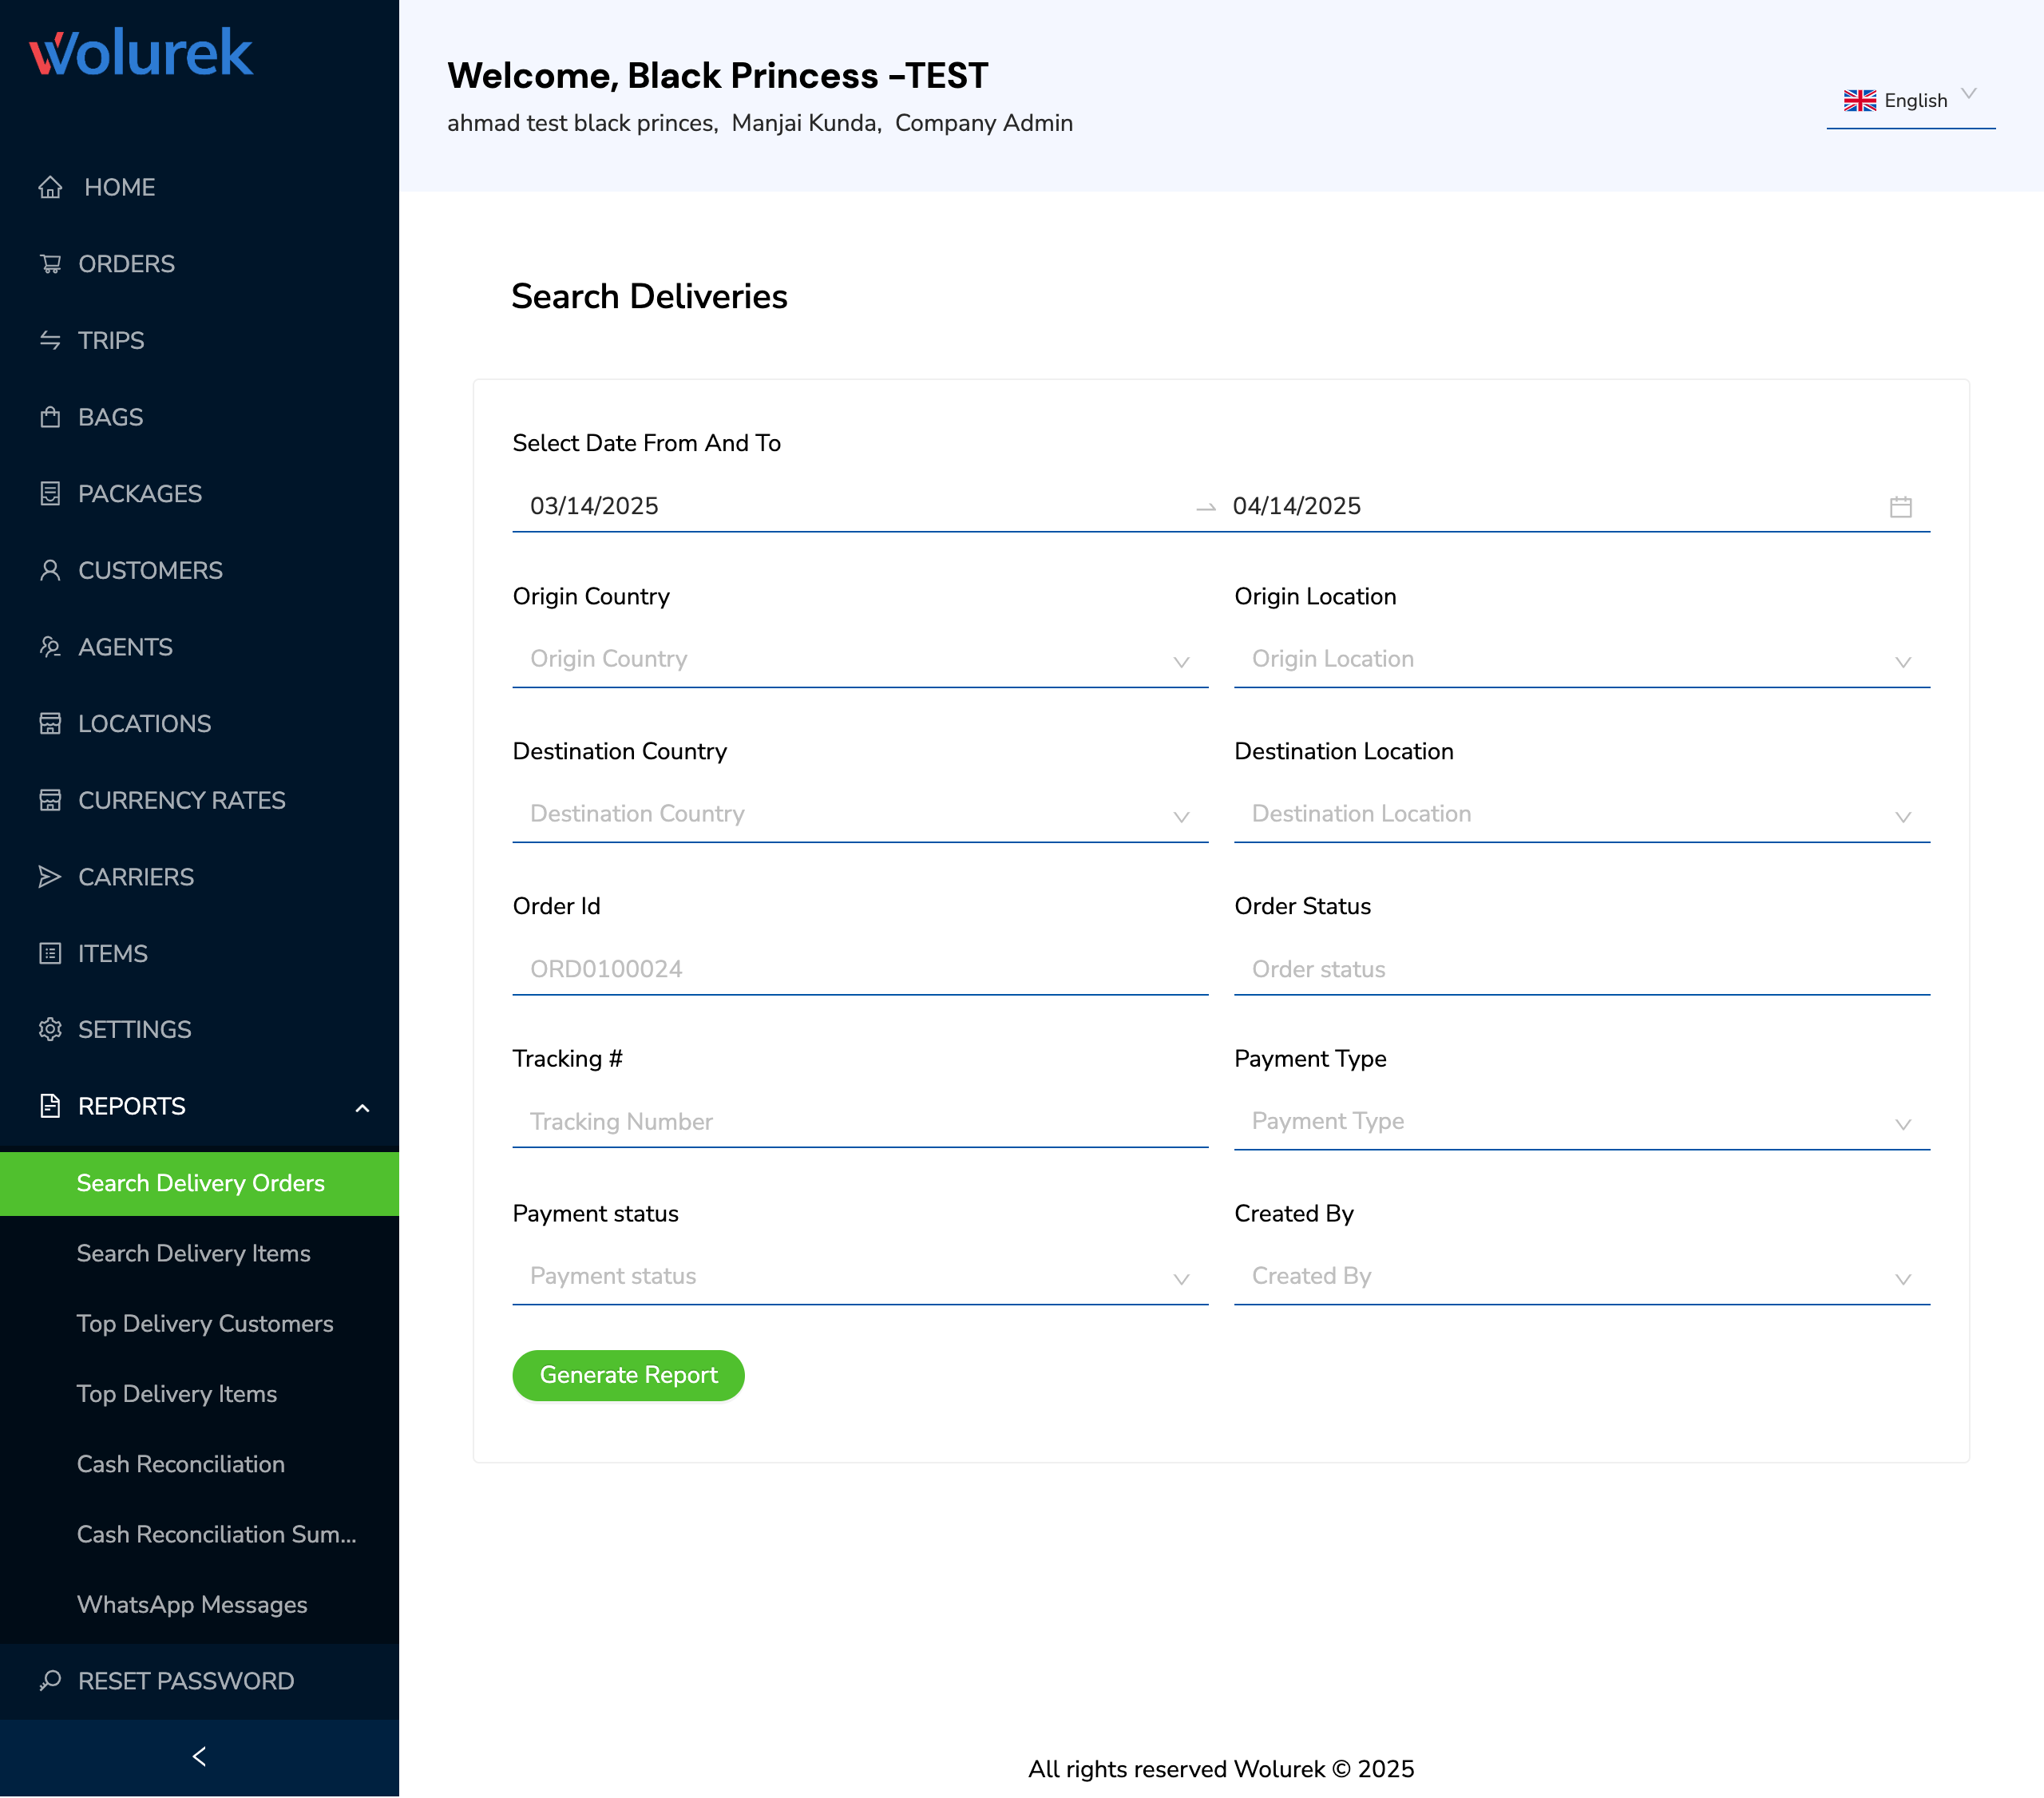 Wolurek
HOME
ORDERS
TRIPS
BAGS
PACKAGES
CUSTOMERS
AGENTS
LOCATIONS
CURRENCY RATES
CARRIERS
ITEMS
SETTINGS
REPORTS
Search Delivery Orders
Search Delivery Items
Top Delivery Customers
Top Delivery Items
Cash Reconciliation
Cash Reconciliation Sum...
WhatsApp Messages
RESET PASSWORD
Welcome, Black Princess -TEST
ahmad test black princes, Manjai Kunda, Company Admin
English
Search Deliveries
Select Date From And To
03/14/2025 04/14/2025
Origin Country Origin Location
Origin Country Origin Location
Destination Country Destination Location
Destination Country Destination Location
Order Id Order Status
ORD0100024 Order status
Tracking # Payment Type
Tracking Number Payment Type
Payment status Created By
Payment status Created By
Generate Report
All rights reserved Wolurek © 2025